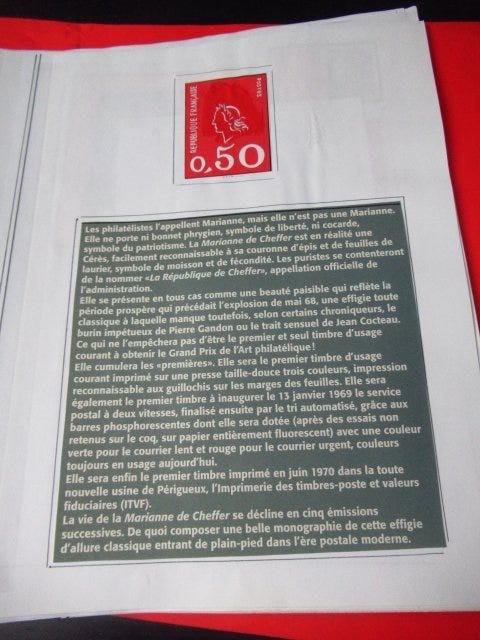 POSTES
RÉPUBLIQUE FRANÇAISE
0,50
Les philatélistes l'appellent Marianne, mais elle n'est pas une Marianne.
Elle ne porte ni bonnet phrygien, symbole de liberté, ni cocarde,
symbole du patriotisme. La Marianne de Cheffer est en réalité une
Cérès, facilement reconnaissable à sa couronne d'épis et de feuilles de
laurier, symbole de moisson et de fécondité. Les puristes se contenteront
de la nommer «La République de Cheffer», appellation officielle de
l'administration.
Elle se présente en tous cas comme une beauté paisible qui reflète la
période prospère qui précédait l'explosion de mai 68, une effigie toute
classique à laquelle manque toutefois, selon certains chroniqueurs, le
burin impétueux de Pierre Gandon ou le trait sensuel de Jean Cocteau.
Ce qui ne l'empêchera pas d'être le premier et seul timbre d'usage
courant à obtenir le Grand Prix de l'Art philatélique!
Elle cumulera les «premières». Elle sera le premier timbre d'usage
courant imprimé sur une presse taille-douce trois couleurs, impression
reconnaissable aux guillochis sur les marges des feuilles. Elle sera
également le premier timbre à inaugurer le 13 janvier 1969 le service
postal à deux vitesses, finalisé ensuite par le tri automatisé, grâce aux
barres phosphorescentes dont elle sera dotée (après des essais non
retenus sur le coq, sur papier entièrement fluorescent) avec une couleur
verte pour le courrier lent et rouge pour le courrier urgent, couleurs
toujours en usage aujourd'hui.
Elle sera enfin le premier timbre imprimé en juin 1970 dans la toute
nouvelle usine de Périgueux, l'Imprimerie des timbres-poste et valeurs
fiduciaires (ITVF).
La vie de la Marianne de Cheffer se décline en cinq émissions
successives. De quoi composer une belle monographie de cette effigie
d'allure classique entrant de plain-pied dans l'ère postale moderne.